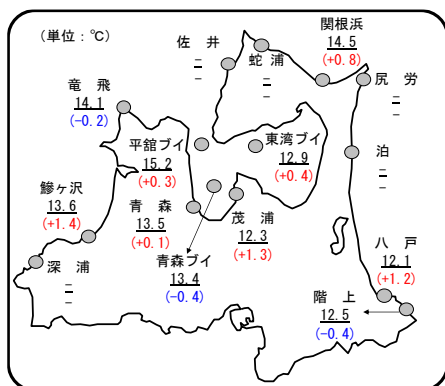 (単位：℃)
佐井
－
－
蛇浦
－
－
関根浜
14.5
(+0.8)
尻労
－
－
竜飛
14.1
(-0.2)
平舘ブイ
15.2
(+0.3)
東湾ブイ
12.9
(+0.4)
泊
－
－
鰺ヶ沢
13.6
(+1.4)
青森
13.5
(+0.1)
茂浦
12.3
(+1.3)
青森ブイ
13.4
(-0.4)
深浦
－
－
八戸
12.1
(+1.2)
階上
12.5
(-0.4)